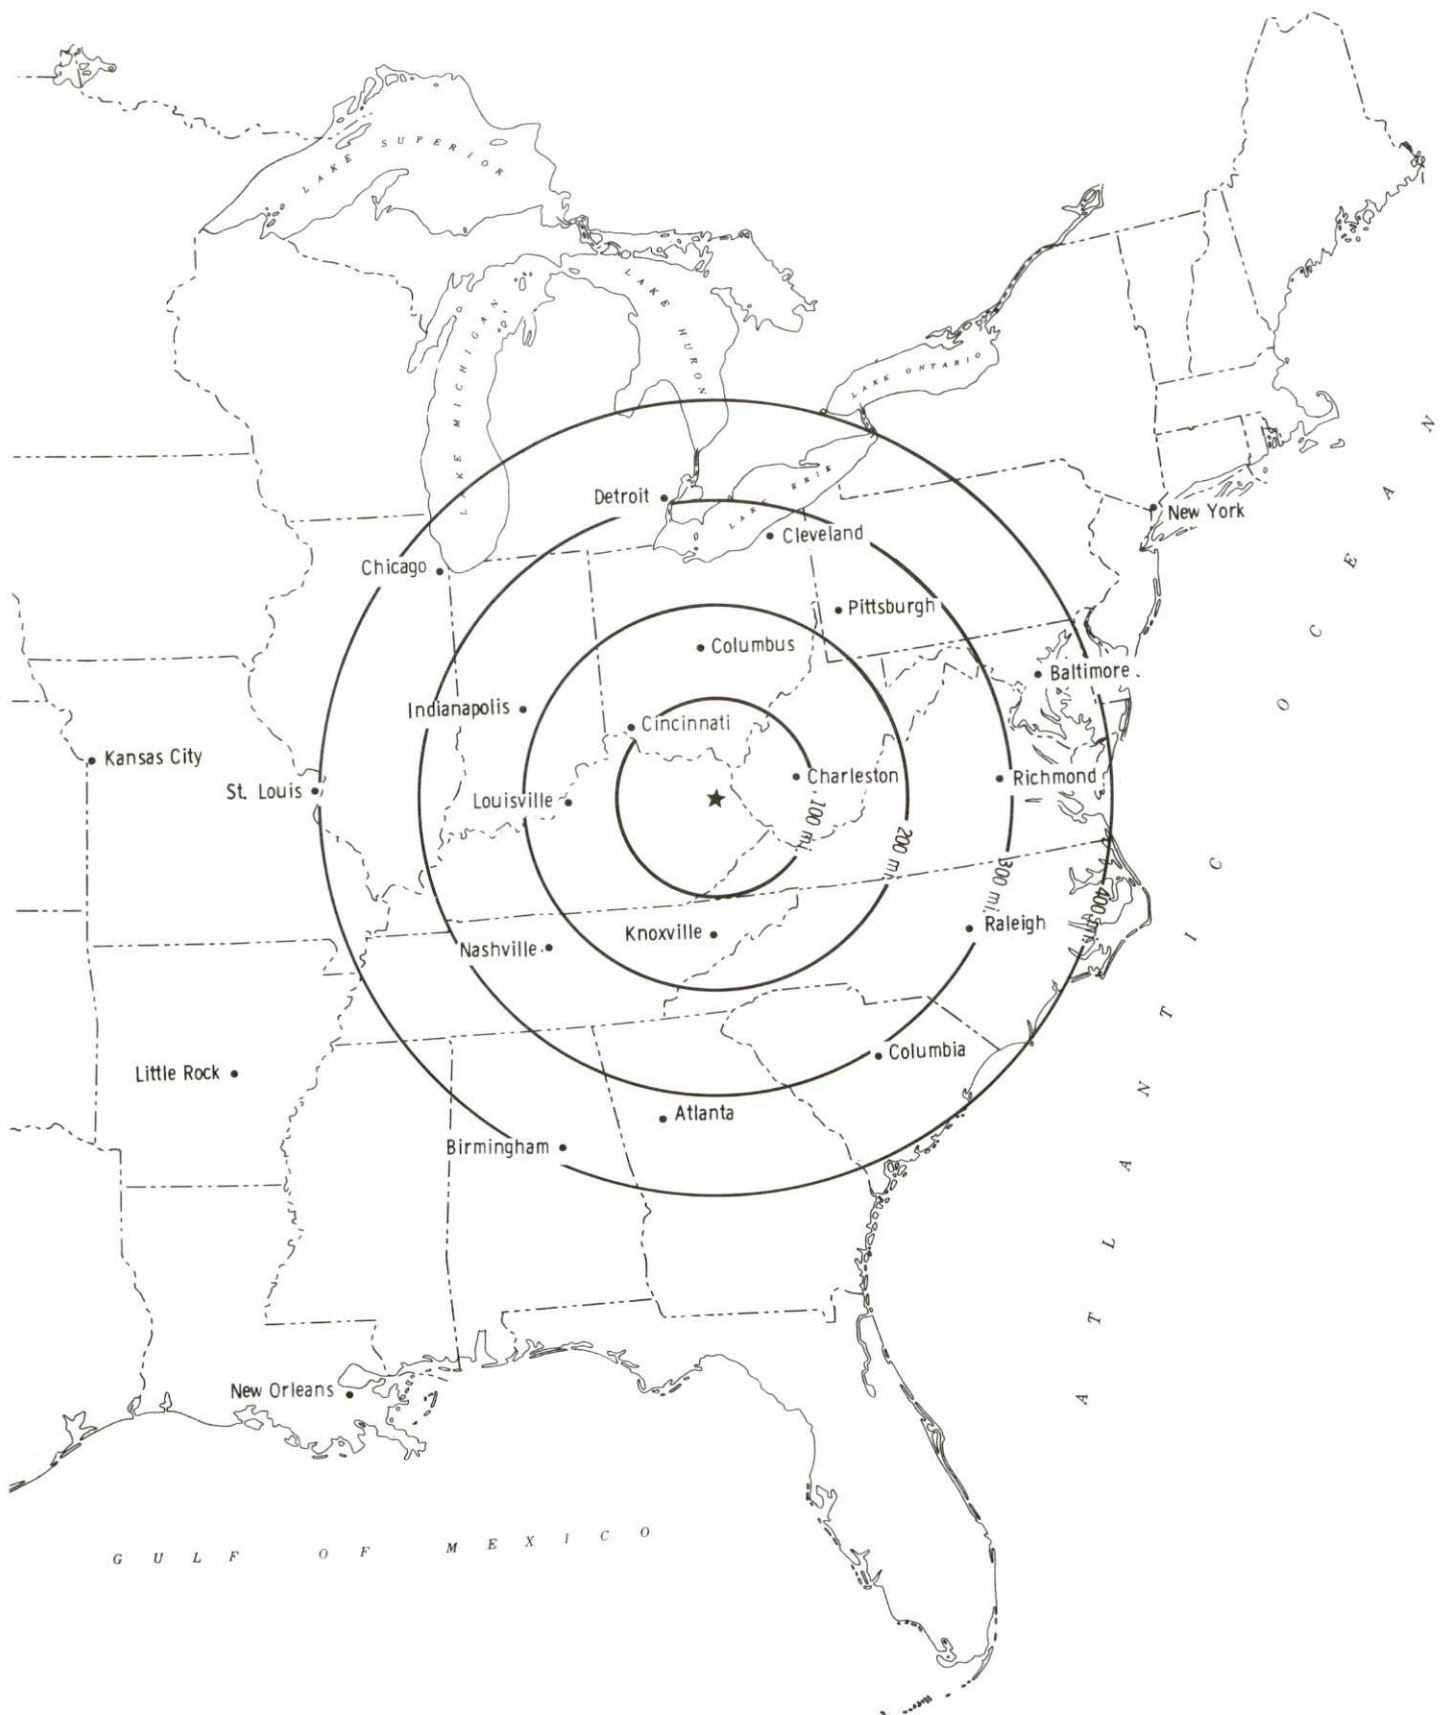 LAKE SUPERIOR
LAKE MICHIGAN
LAKE HURON
LAKE ONTARIO
LAKE ERIE
Detroit
Cleveland
New York
Chicago
Pittsburgh
Columbus
Baltimore
Indianapolis
Cincinnati
Kansas City
St. Louis
Louisville
Charleston
Richmond
100 mi.
200 mi.
300 mi.
400 mi.
Nashville
Knoxville
Raleigh
Little Rock
Columbia
Atlanta
Birmingham
New Orleans
ATLANTIC OCEAN
GULF OF MEXICO